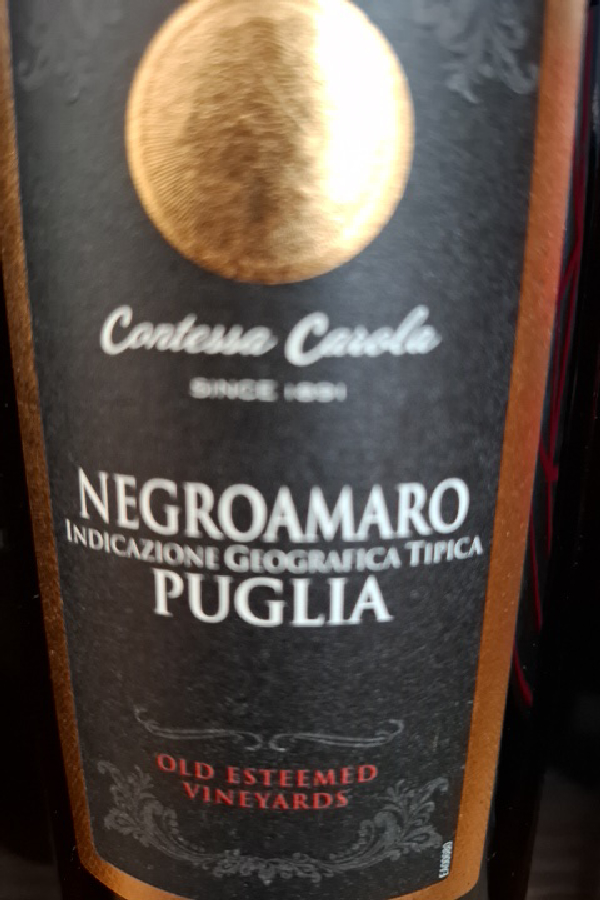 Contessa Carola
SINCE 1891
NEGROAMARO
INDICAZIONE GEOGRAFICA TIPICA
PUGLIA
OLD ESTEEMED
VINEYARDS